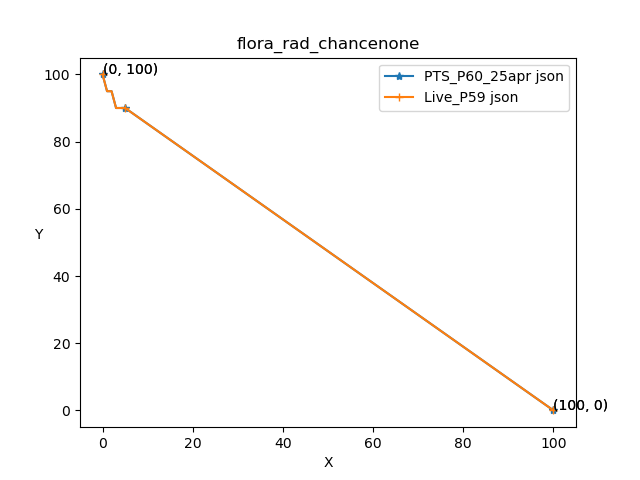 flora_rad_chancenone
(0, 100)
PTS_P60_25apr json
Live_P59 json
100
80
60
40
20
0
Y
(100, 0)
0 20 40 60 80 100
X